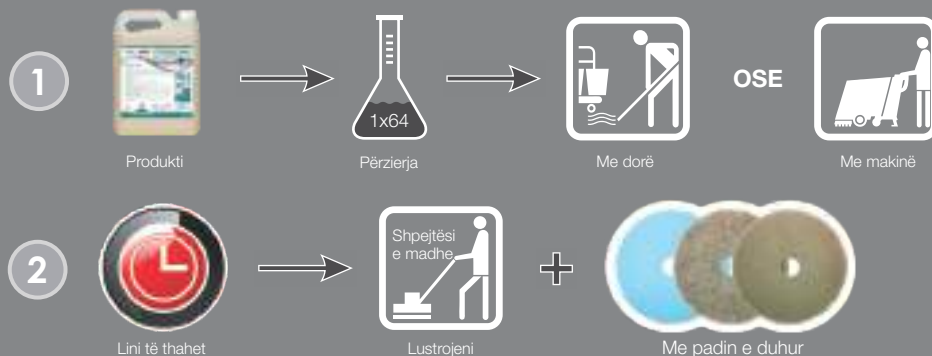 1
1x64
OSE
Produkti
Përzierja
Me dorë
Me makinë
2
Shpejtësi
e madhe
Lini të thahet
Lustrojeni
Me padin e duhur